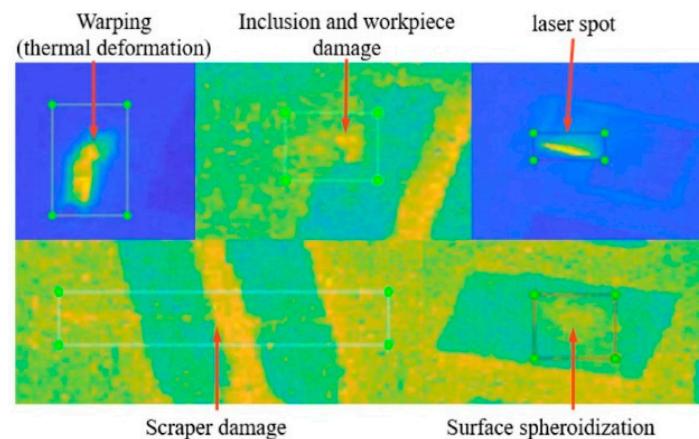 Warping
(thermal deformation)
Inclusion and workpiece
damage
laser spot
Scraper damage
Surface spheroidization